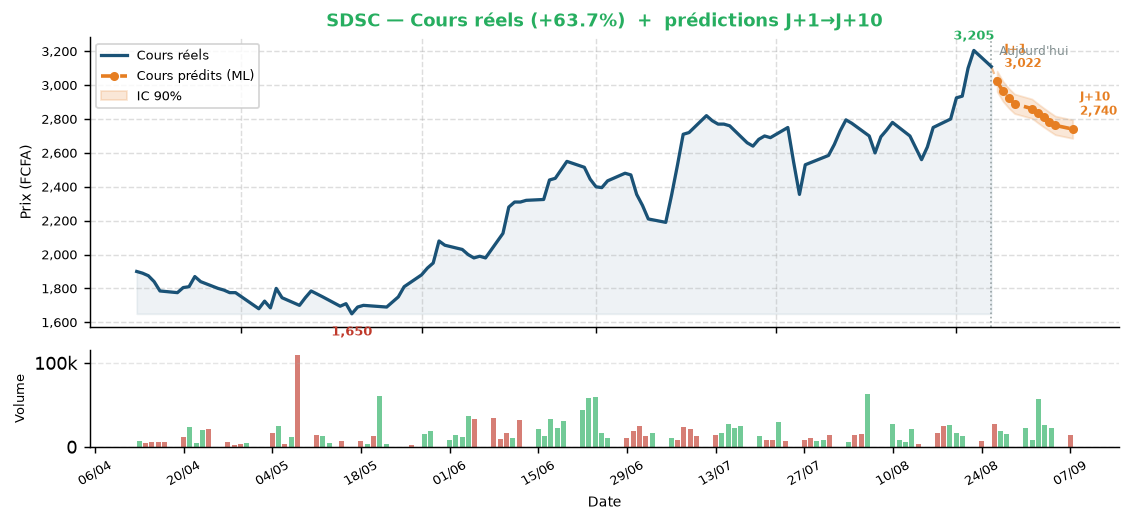 SDSC — Cours réels (+63.7%)  +  prédictions J+1→J+10
Cours réels
Cours prédits (ML)
IC 90%
3,205
Aujourd'hui
J+1
3,022
J+10
2,740
1,650
Prix (FCFA)
3,200
3,000
2,800
2,600
2,400
2,200
2,000
1,800
1,600
Volume
100k
0
06/04
20/04
04/05
18/05
01/06
15/06
29/06
13/07
27/07
10/08
24/08
07/09
Date